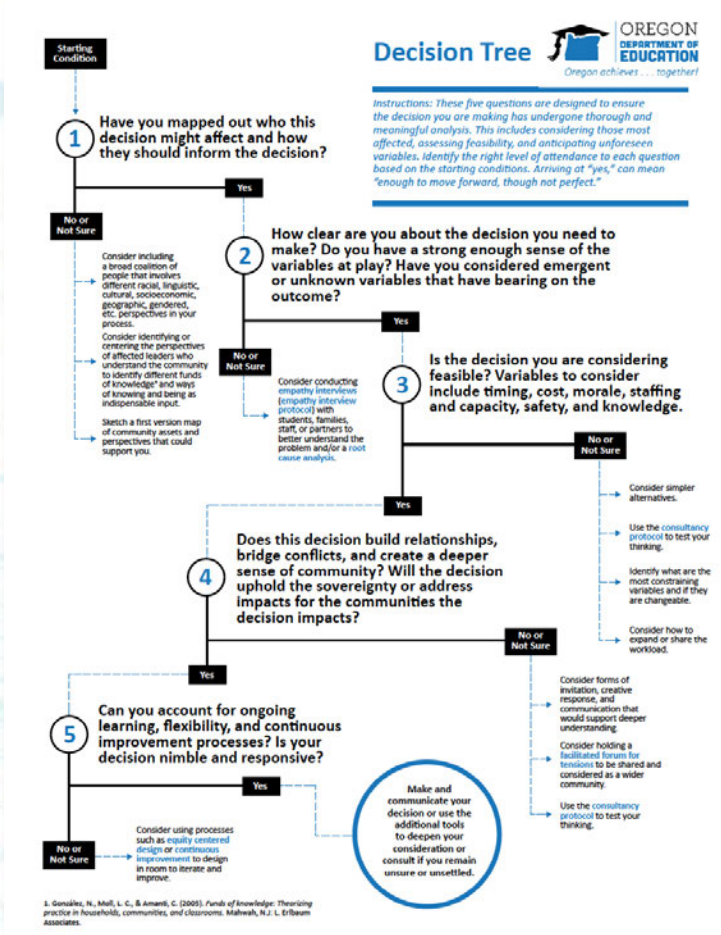 Starting
Condition
Decision Tree
OREGON
DEPARTMENT OF
EDUCATION
Oregon achieves . . . together!
Instructions: These five questions are designed to ensure
the decision you are making has undergone thorough and
meaningful analysis. This includes considering those most
affected, assessing feasibility, and anticipating unforeseen
variables. Identify the right level of attendance to each question
based on the starting conditions. Arriving at “yes,” can mean
“enough to move forward, though not perfect.”
1
Have you mapped out who this
decision might affect and how
they should inform the decision?
Yes
No or
Not Sure
Consider including
a broad coalition of
people that involves
different racial, linguistic,
cultural, socioeconomic,
geographic, gendered,
etc. perspectives in your
process.
Consider identifying or
centering the perspectives
of affected leaders who
understand the community
to identify different funds
of knowledge¹ and ways
of knowing and being as
indispensable input.
Sketch a first version map
of community assets and
perspectives that could
support you.
2
How clear are you about the decision you need to
make? Do you have a strong enough sense of the
variables at play? Have you considered emergent
or unknown variables that have bearing on the
outcome?
Yes
No or
Not Sure
Consider conducting
empathy interviews
(empathy interview
protocol) with
students, families,
staff, or partners to
better understand the
problem and/or a root
cause analysis.
3
Is the decision you are considering
feasible? Variables to consider
include timing, cost, morale, staffing
and capacity, safety, and knowledge.
No or
Not Sure
Consider simpler
alternatives.
Use the consultancy
protocol to test your
thinking.
Identify what are the
most constraining
variables and if they
are changeable.
Consider how to
expand or share the
workload.
Yes
4
Does this decision build relationships,
bridge conflicts, and create a deeper
sense of community? Will the decision
uphold the sovereignty or address
impacts for the communities the
decision impacts?
No or
Not Sure
Consider forms of
invitation, creative
response, and
communication that
would support deeper
understanding.
Consider holding a
facilitated forum for
tensions to be shared and
considered as a wider
community.
Use the consultancy
protocol to test your
thinking.
Yes
5
Can you account for ongoing
learning, flexibility, and continuous
improvement processes? Is your
decision nimble and responsive?
Yes
No or
Not Sure
Consider using processes
such as equity centered
design or continuous
improvement to design
in room to iterate and
improve.
Make and
communicate your
decision or use the
additional tools
to deepen your
consideration or
consult if you remain
unsure or unsettled.
1. González, N., Moll, L. C., & Amanti, C. (2005). Funds of knowledge: Theorizing
practice in households, communities, and classrooms. Mahwah, N.J. L. Erlbaum
Associates.